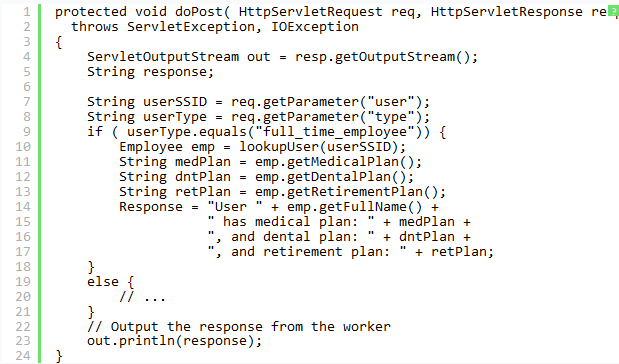 1 protected void doPost( HttpServletRequest req, HttpServletResponse re ?
2 throws ServletException, IOException
3 {
4 ServletOutputStream out = resp.getOutputStream();
5 String response;
6
7 String userSSID = req.getParameter("user");
8 String userType = req.getParameter("type");
9 if ( userType.equals("full_time_employee")) {
10 Employee emp = lookupUser(userSSID);
11 String medPlan = emp.getMedicalPlan();
12 String dntPlan = emp.getDentalPlan();
13 String retPlan = emp.getRetirementPlan();
14 Response = "User " + emp.getFullName() +
15 " has medical plan: " + medPlan +
16 ", and dental plan: " + dntPlan +
17 ", and retirement plan: " + retPlan;
18 }
19 else {
20 // ...
21 }
22 // Output the response from the worker
23 out.println(response);
24 }